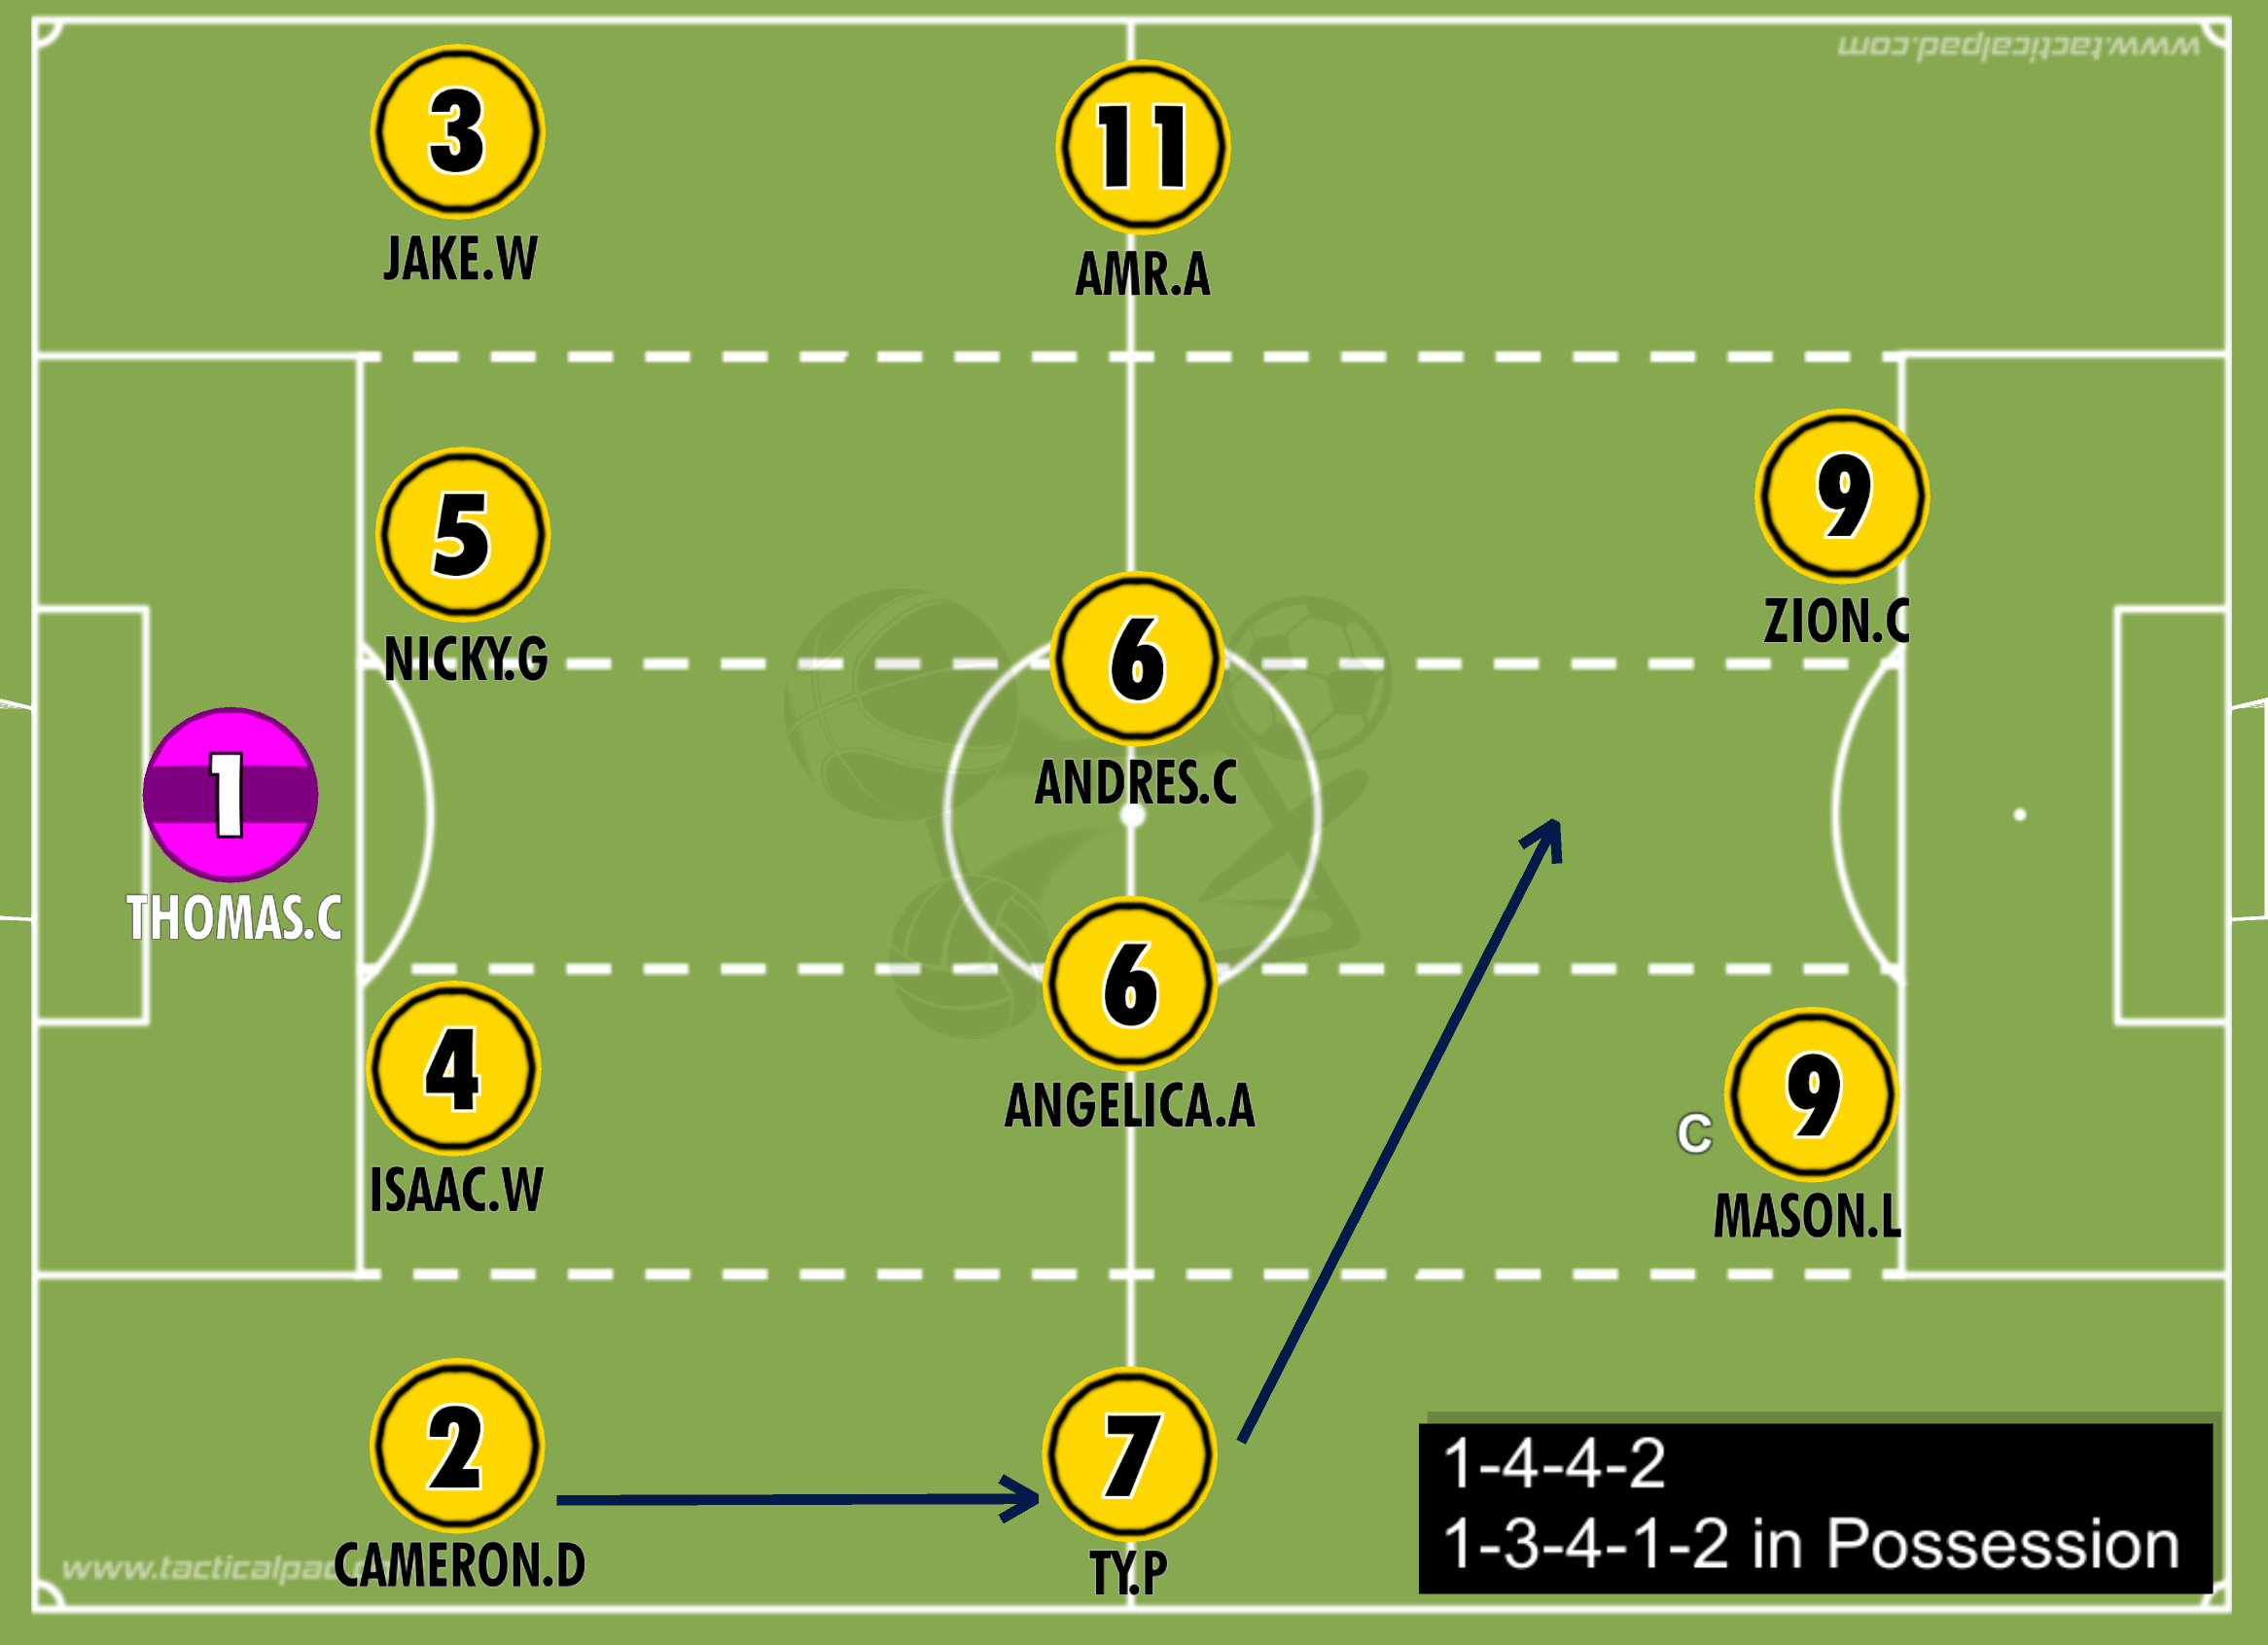 www.tacticalpad.com
3
JAKE.W
11
AMR.A
5
NICKY.G
9
ZION.C
6
ANDRES.C
1
THOMAS.C
4
ISAAC.W
6
ANGELICA.A
9
C
MASON.L
2
CAMERON.D
7
TY.P
1-4-4-2
1-3-4-1-2 in Possession
www.tacticalpad.